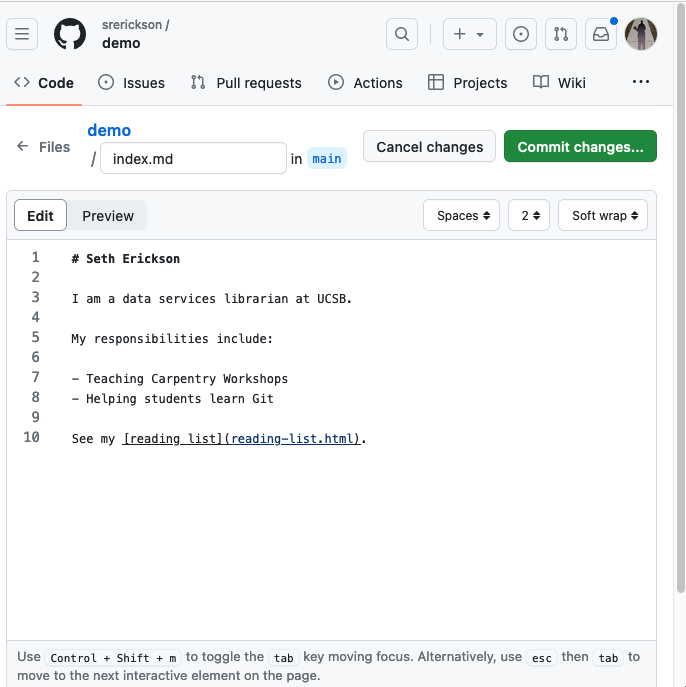 srerickson /
demo
Code Issues Pull requests Actions Projects Wiki ...
demo
← Files / index.md in main Cancel changes Commit changes...
Edit Preview Spaces 2 Soft wrap
1 # Seth Erickson
2
3 I am a data services librarian at UCSB.
4
5 My responsibilities include:
6
7 - Teaching Carpentry Workshops
8 - Helping students learn Git
9
10 See my [reading list](reading-list.html).
Use Control + Shift + m to toggle the tab key moving focus. Alternatively, use esc then tab to
move to the next interactive element on the page.